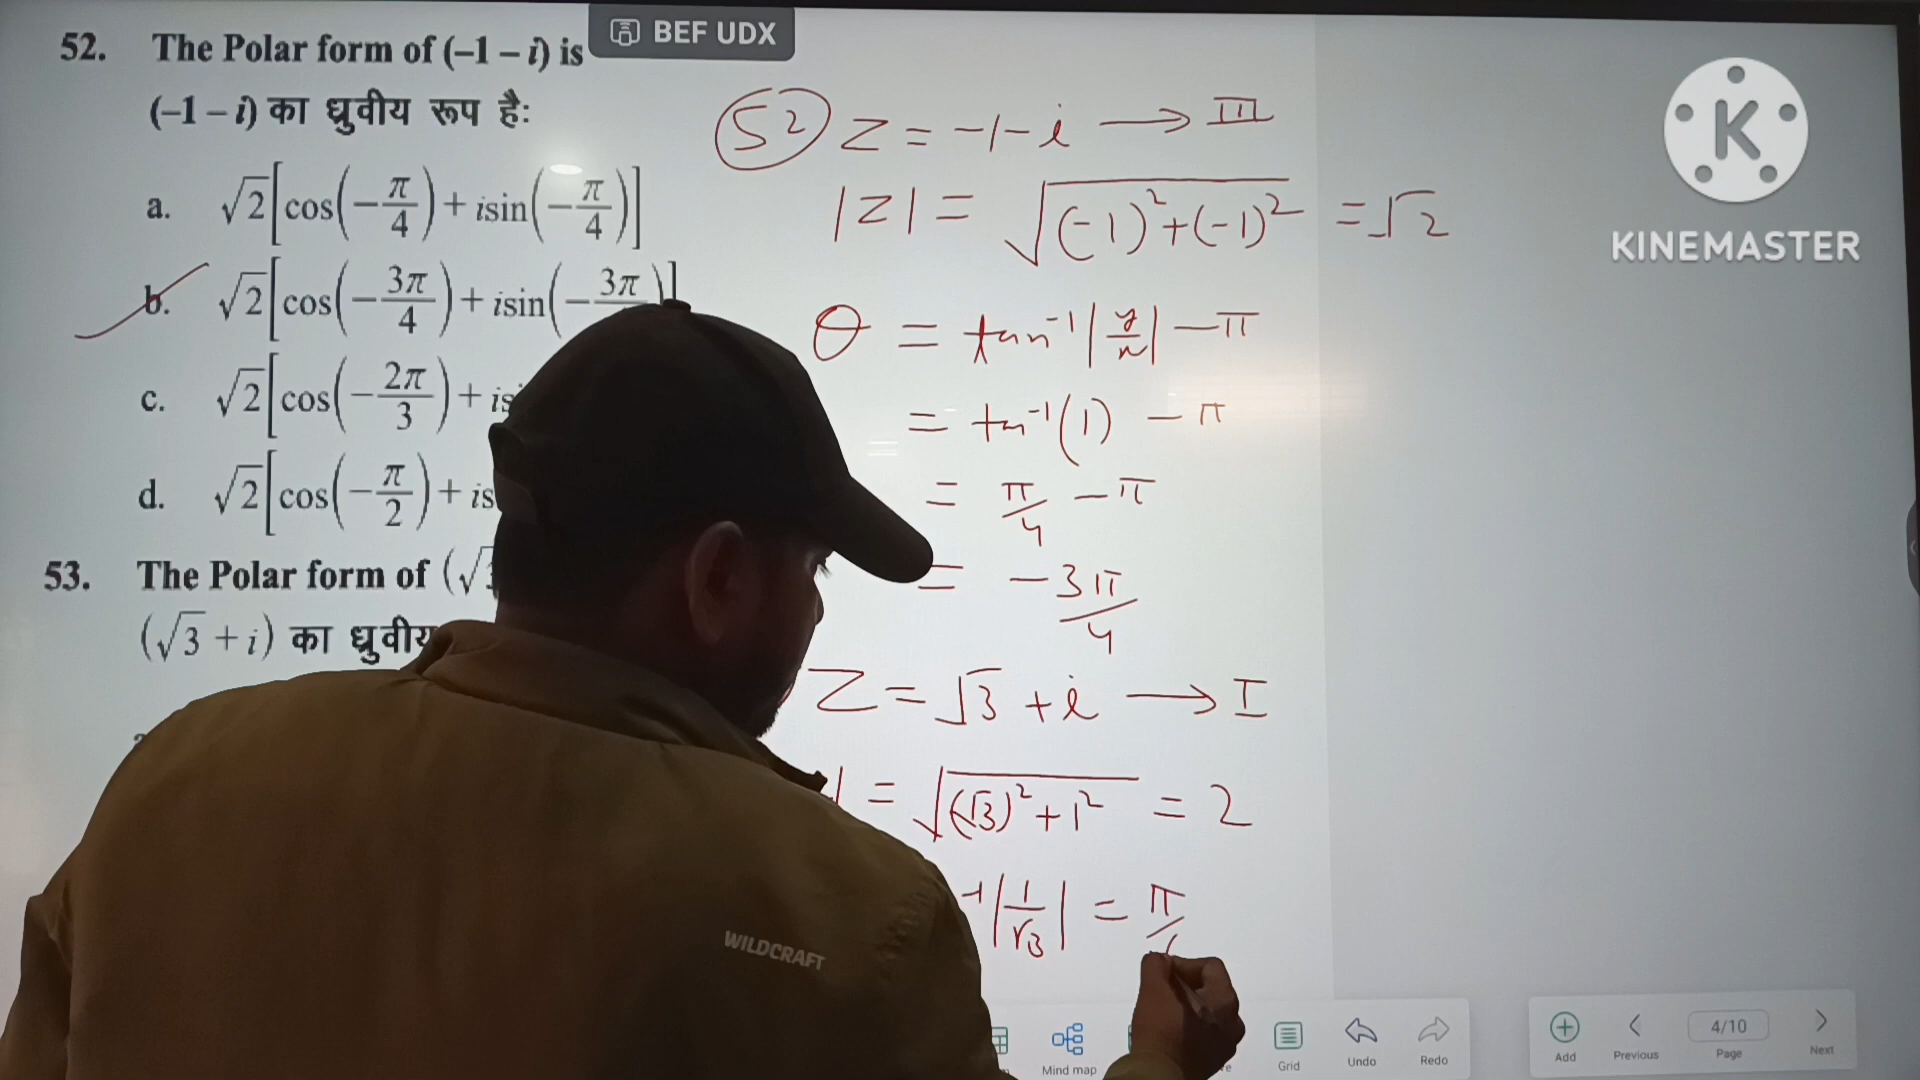 BEF UDX
52. The Polar form of (–1 – i) is
(–1 – i) का ध्रुवीय रूप है:
a. √2[cos(–π/4) + isin(–π/4)]
b. √2[cos(–3π/4) + isin(–3π
c. √2[cos(–2π/3) +
d. √2[cos(–π/2) + is
53. The Polar form of (√3
(√3 + i) का ध्रुवीय
52 Z = -1-i → III
|Z| = √(-1)²+(-1)² = √2
θ = tan⁻¹|y/x| - π
= tan⁻¹(1) - π
= π/4 - π
= -3π/4
Z = √3 + i → I
| = √(√3)²+1² = 2
⁻¹|1/√3| = π/
WILDCRAFT
KINEMASTER
Mind map
Grid
Undo
Redo
Add
Previous
4/10
Page
Next